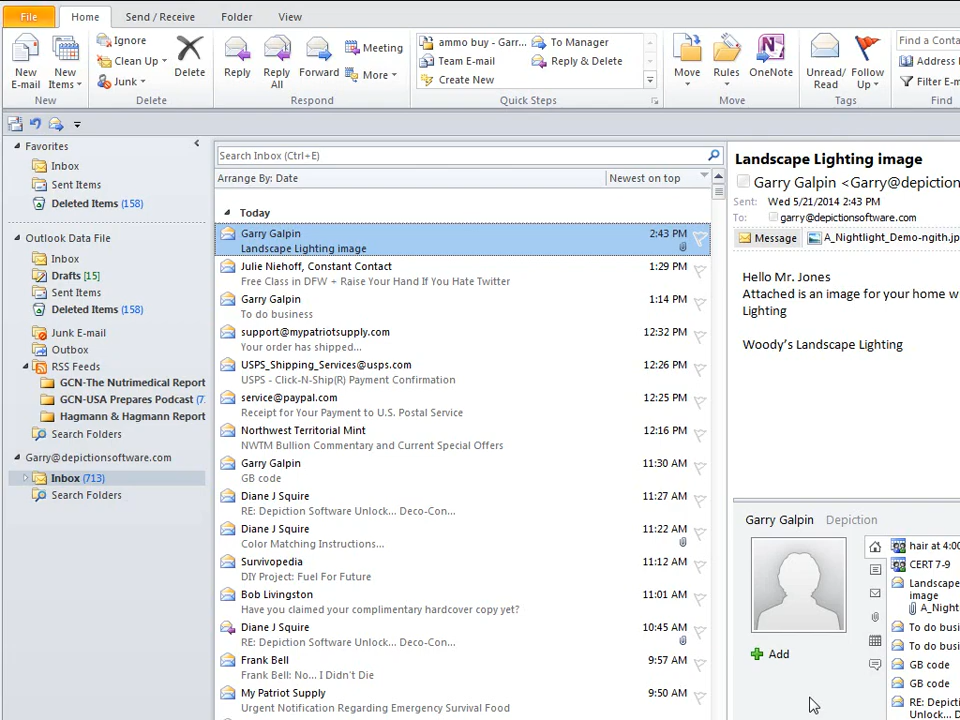 File Home Send / Receive Folder View
New E-mail
New Items
Ignore
Clean Up
Junk
Delete
Reply
Reply All
Forward
Meeting
More
ammo buy - Garr...
Team E-mail
Create New
To Manager
Reply & Delete
Move
Rules
OneNote
Unread/ Read
Follow Up
Find a Conta
Address
Filter E-m
New Delete Respond Quick Steps Move Tags Find
Favorites
Inbox
Sent Items
Deleted Items (158)
Outlook Data File
Inbox
Drafts [15]
Sent Items
Deleted Items (158)
Junk E-mail
Outbox
RSS Feeds
GCN-The Nutrimedical Report
GCN-USA Prepares Podcast (7
Hagmann & Hagmann Report
Search Folders
Garry@depictionsoftware.com
Inbox (713)
Search Folders
Search Inbox (Ctrl+E)
Arrange By: Date Newest on top
Today
Garry Galpin 2:43 PM
Landscape Lighting image
Julie Niehoff, Constant Contact 1:29 PM
Free Class in DFW + Raise Your Hand If You Hate Twitter
Garry Galpin 1:14 PM
To do business
support@mypatriotsupply.com 12:32 PM
Your order has shipped...
USPS_Shipping_Services@usps.com 12:26 PM
USPS - Click-N-Ship(R) Payment Confirmation
service@paypal.com 12:25 PM
Receipt for Your Payment to U.S. Postal Service
Northwest Territorial Mint 12:16 PM
NWTM Bullion Commentary and Current Special Offers
Garry Galpin 11:30 AM
GB code
Diane J Squire 11:27 AM
RE: Depiction Software Unlock... Deco-Con...
Diane J Squire 11:22 AM
Color Matching Instructions...
Survivopedia 11:12 AM
DIY Project: Fuel For Future
Bob Livingston 11:01 AM
Have you claimed your complimentary hardcover copy yet?
Diane J Squire 10:45 AM
RE: Depiction Software Unlock... Deco-Con...
Frank Bell 9:57 AM
Frank Bell: No... I Didn't Die
My Patriot Supply 9:50 AM
Urgent Notification Regarding Emergency Survival Food
Landscape Lighting image
Garry Galpin <Garry@depiction
Sent: Wed 5/21/2014 2:43 PM
To: garry@depictionsoftware.com
Message A_Nightlight_Demo-ngith.jp
Hello Mr. Jones
Attached is an image for your home w
Lighting
Woody's Landscape Lighting
Garry Galpin Depiction
Add
hair at 4:00
CERT 7-9
Landscape
image
A_Night
To do busi
To do busi
GB code
GB code
RE: Depicti
Unlock... D